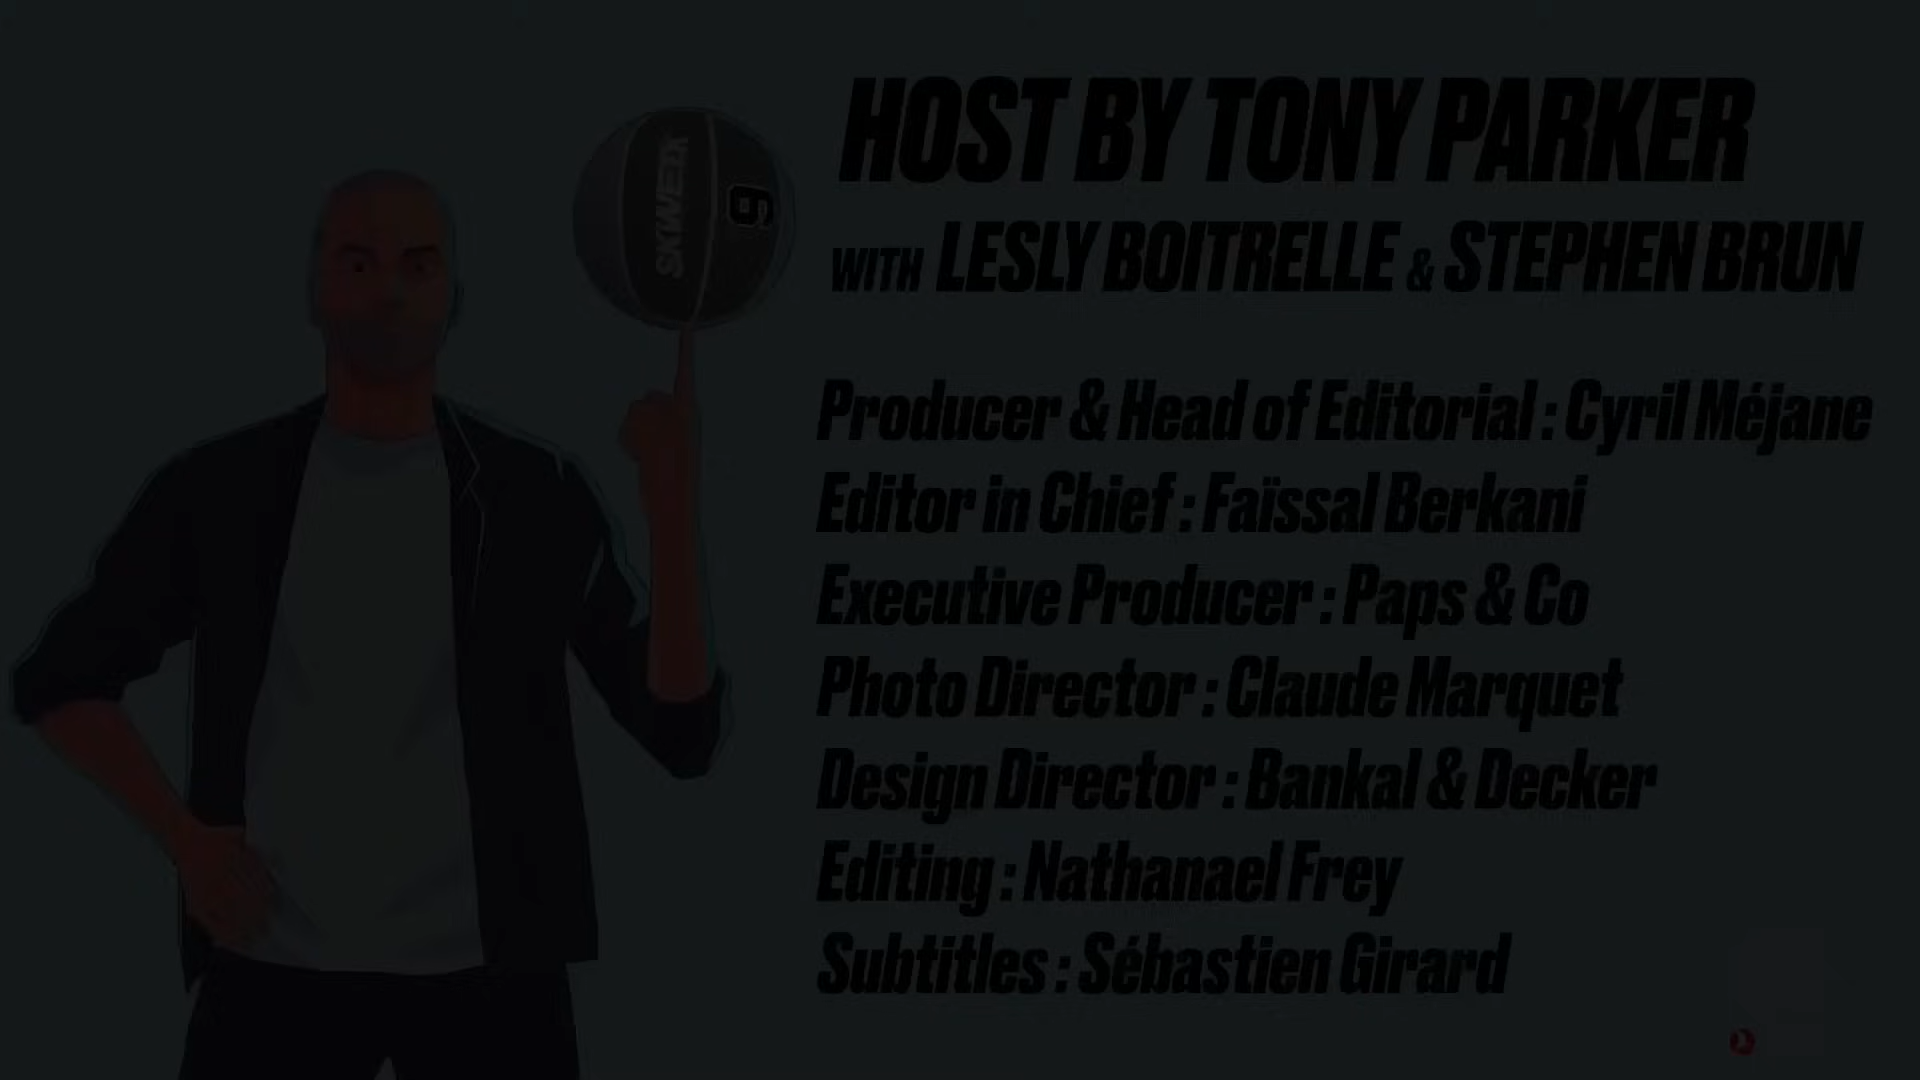 HOST BY TONY PARKER
WITH LESLY BOITRELLE & STEPHEN BRUN
SKWEEK
6
Producer & Head of Editorial : Cyril Méjane
Editor in Chief : Faïssal Berkani
Executive Producer : Paps & Co
Photo Director : Claude Marquet
Design Director : Bankal & Decker
Editing : Nathanael Frey
Subtitles : Sébastien Girard